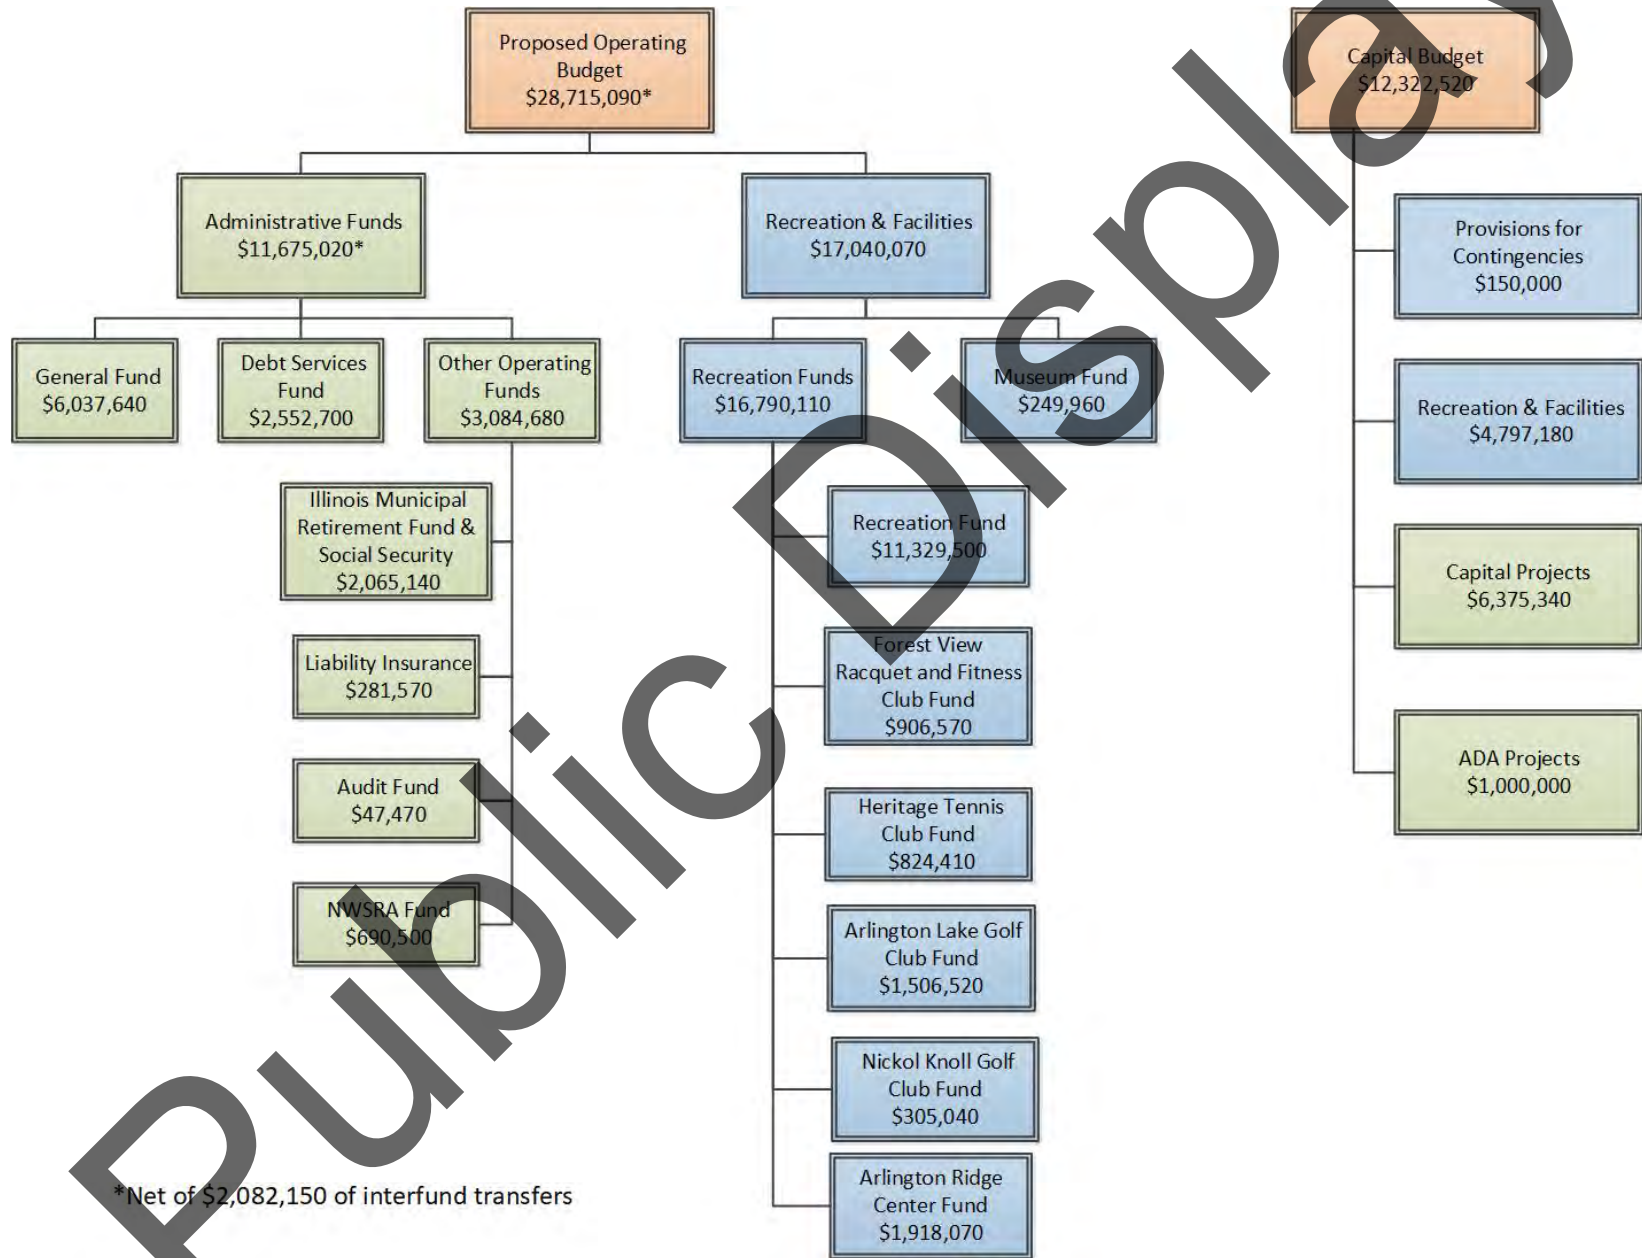 Proposed Operating
Budget
$28,715,090*
Capital Budget
$12,322,520
Administrative Funds
$11,675,020*
Recreation & Facilities
$17,040,070
Provisions for
Contingencies
$150,000
General Fund
$6,037,640
Debt Services
Fund
$2,552,700
Other Operating
Funds
$3,084,680
Recreation Funds
$16,790,110
Museum Fund
$249,960
Recreation & Facilities
$4,797,180
Illinois Municipal
Retirement Fund &
Social Security
$2,065,140
Liability Insurance
$281,570
Audit Fund
$47,470
NWSRA Fund
$690,500
Recreation Fund
$11,329,500
Forest View
Racquet and Fitness
Club Fund
$906,570
Heritage Tennis
Club Fund
$824,410
Arlington Lake Golf
Club Fund
$1,506,520
Nickol Knoll Golf
Club Fund
$305,040
Arlington Ridge
Center Fund
$1,918,070
Capital Projects
$6,375,340
ADA Projects
$1,000,000
*Net of $2,082,150 of interfund transfers
Public Display